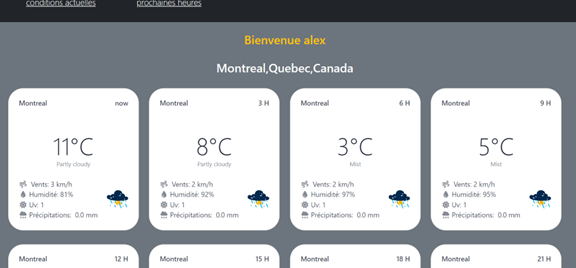 conditions actuelles prochaines heures
Bienvenue alex
Montreal,Quebec,Canada
Montreal now
11°C
Partly cloudy
Vents: 3 km/h
Humidité: 81%
Uv: 1
Précipitations: 0.0 mm
Montreal 3 H
8°C
Partly cloudy
Vents: 2 km/h
Humidité: 92%
Uv: 1
Précipitations: 0.0 mm
Montreal 6 H
3°C
Mist
Vents: 2 km/h
Humidité: 97%
Uv: 1
Précipitations: 0.0 mm
Montreal 9 H
5°C
Mist
Vents: 2 km/h
Humidité: 95%
Uv: 1
Précipitations: 0.0 mm
Montreal 12 H
Montreal 15 H
Montreal 18 H
Montreal 21 H